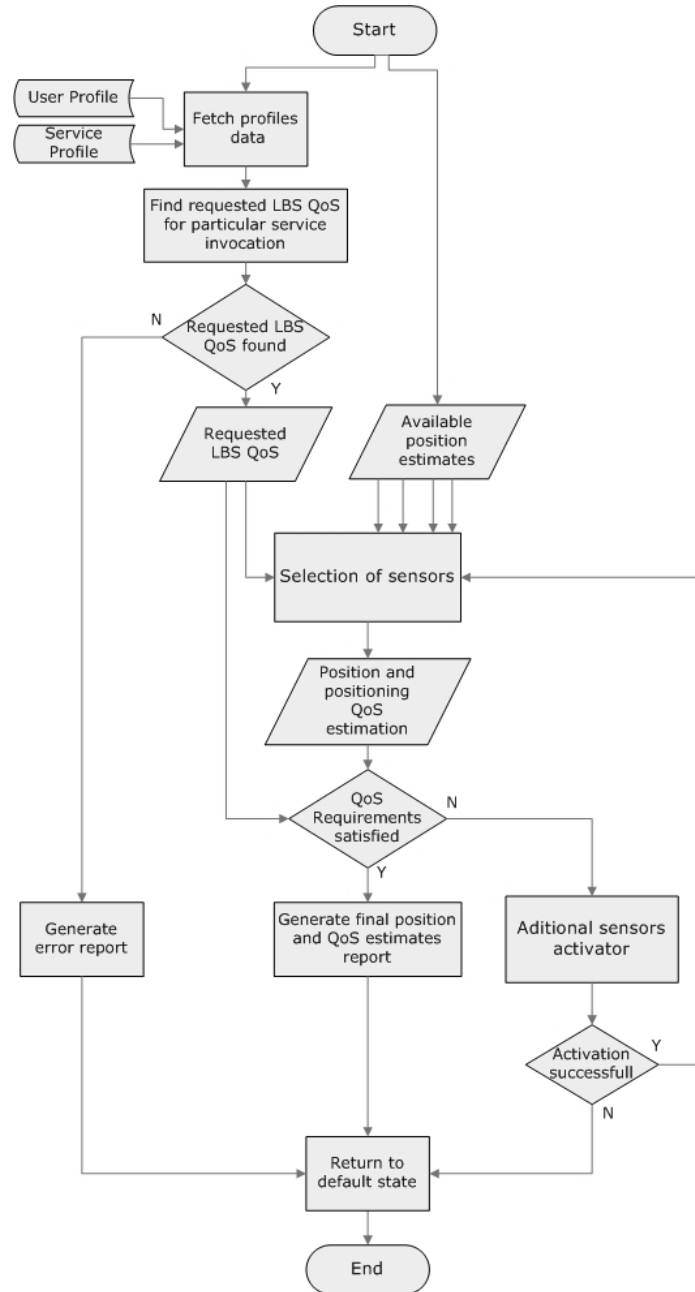 Start
User Profile
Service
Profile
Fetch profiles
data
Find requested LBS QoS
for particular service
invocation
N
Requested LBS
QoS found
Y
Requested
LBS QoS
Available
position
estimates
Selection of sensors
Position and
positioning
QoS
estimation
QoS
Requirements
satisfied
N
Y
Generate
error report
Generate final position
and QoS estimates
report
Aditional sensors
activator
Activation
successfull
Y
N
Return to
default state
End